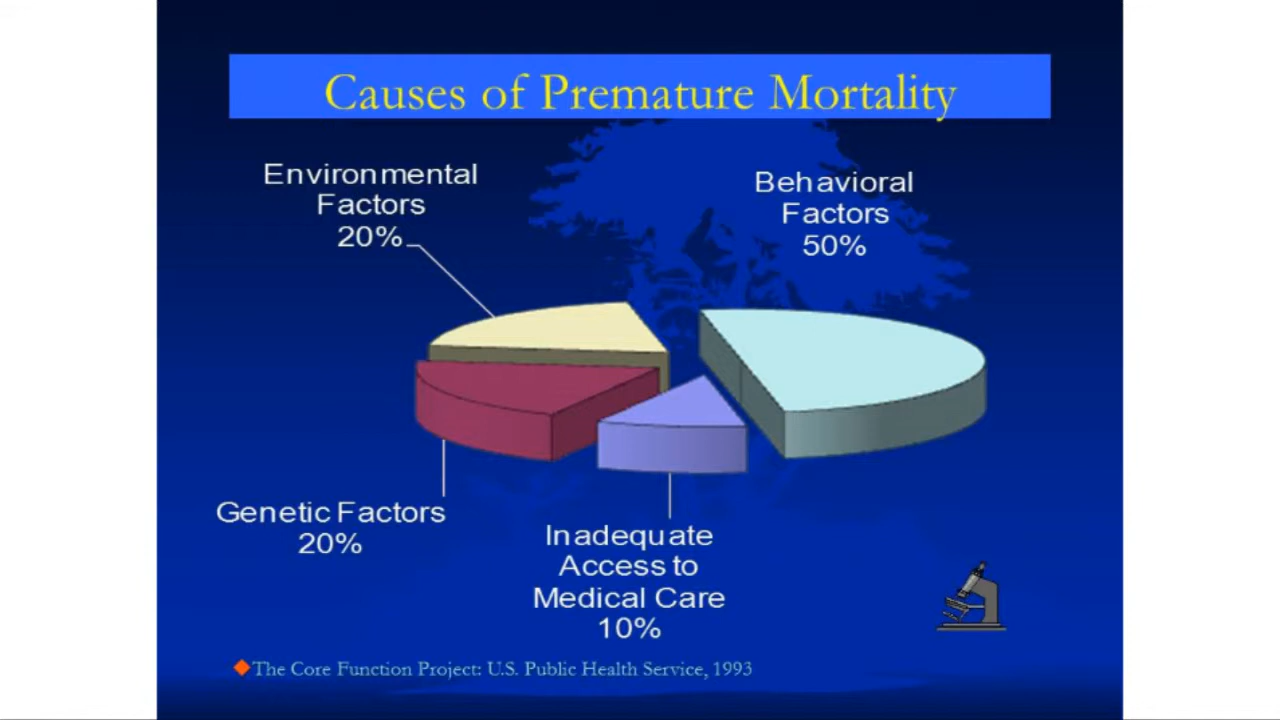 Causes of Premature Mortality
Environmental
Factors
20%
Behavioral
Factors
50%
Genetic Factors
20%
Inadequate
Access to
Medical Care
10%
The Core Function Project: U.S. Public Health Service, 1993